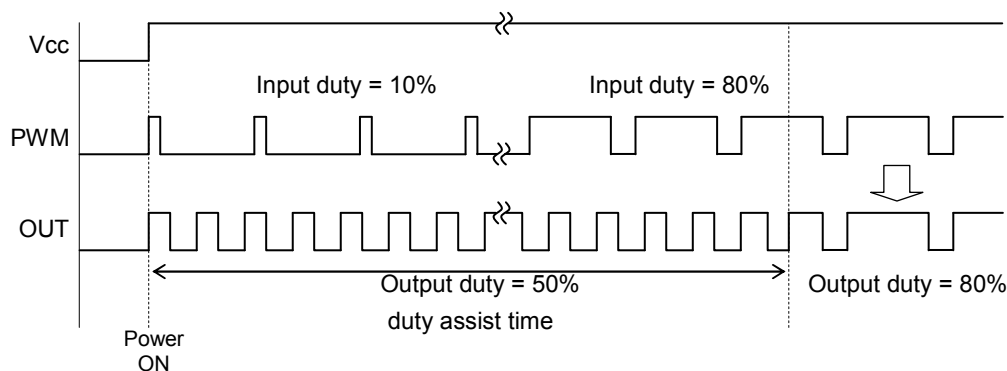 Vcc
Input duty = 10%
Input duty = 80%
PWM
OUT
Output duty = 50%
Output duty = 80%
duty assist time
Power
ON